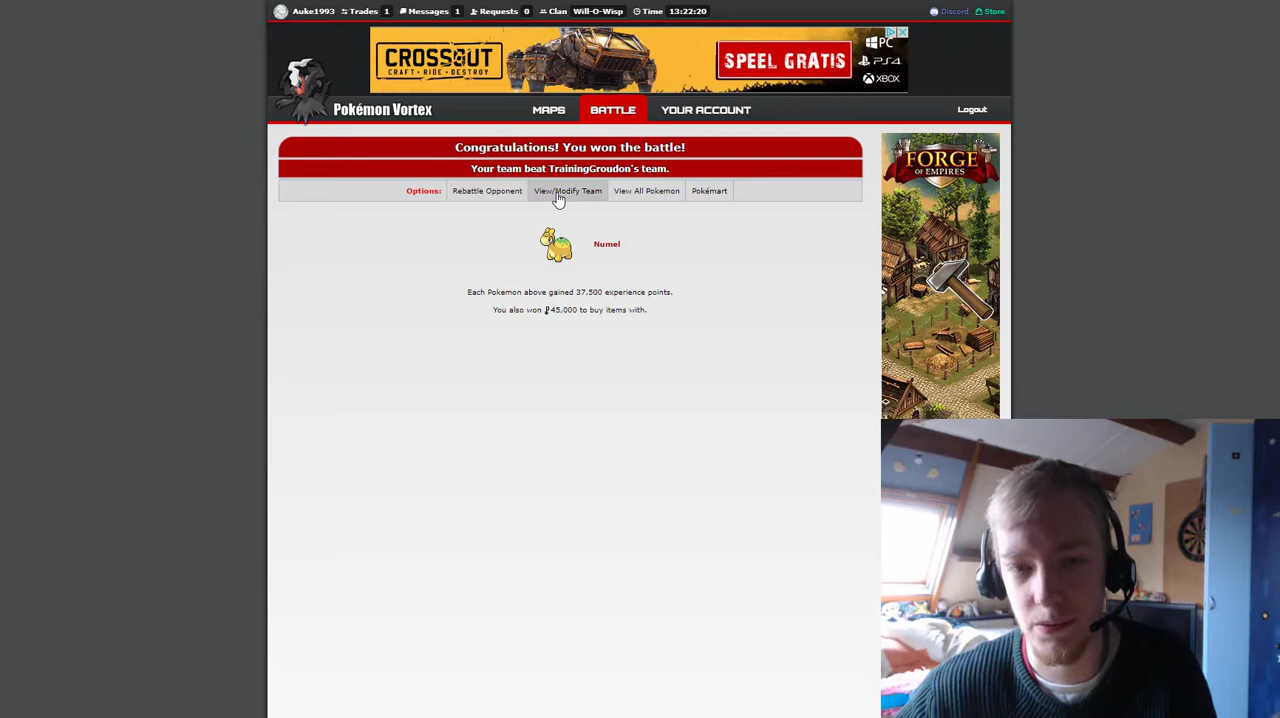 Auke1993 Trades 1 Messages 1 Requests 0 Clan Will-O-Wisp Time 13:22:20 Discord Store
CROSSOUT
CRAFT • RIDE • DESTROY
SPEEL GRATIS
PC
PS4
XBOX
Pokémon Vortex MAPS BATTLE YOUR ACCOUNT Logout
Congratulations! You won the battle!
Your team beat TrainingGroudon's team.
Options: Rebattle Opponent View/Modify Team View All Pokemon Pokémart
Numel
Each Pokemon above gained 37,500 experience points.
You also won 45,000 to buy items with.
FORGE
OF EMPIRES